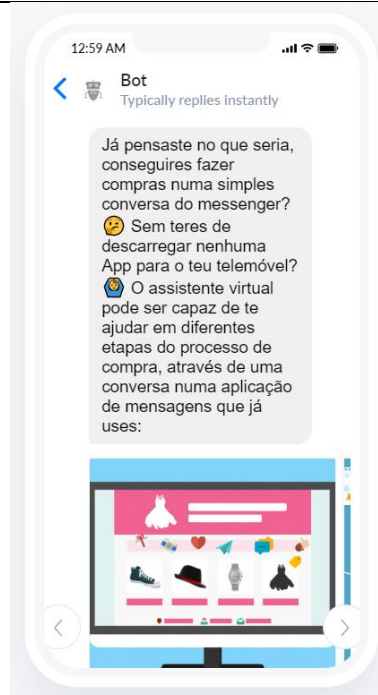 12:59 AM
Bot
Typically replies instantly
Já pensaste no que seria,
conseguires fazer
compras numa simples
conversa do messenger?
🤔 Sem teres de
descarregar nenhuma
App para o teu telemóvel?
🙆‍♂️ O assistente virtual
pode ser capaz de te
ajudar em diferentes
etapas do processo de
compra, através de uma
conversa numa aplicação
de mensagens que já
uses: